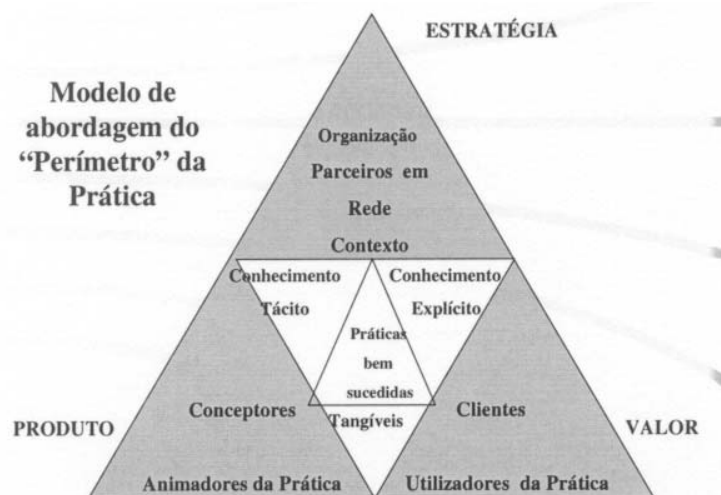 ESTRATÉGIA
Modelo de
abordagem do
“Perímetro” da
Prática
Organização
Parceiros em
Rede
Contexto
Conhecimento
Tácito
Conhecimento
Explícito
Práticas
bem
sucedidas
Tangíveis
Conceptores
Clientes
PRODUTO
VALOR
Animadores da Prática
Utilizadores da Prática